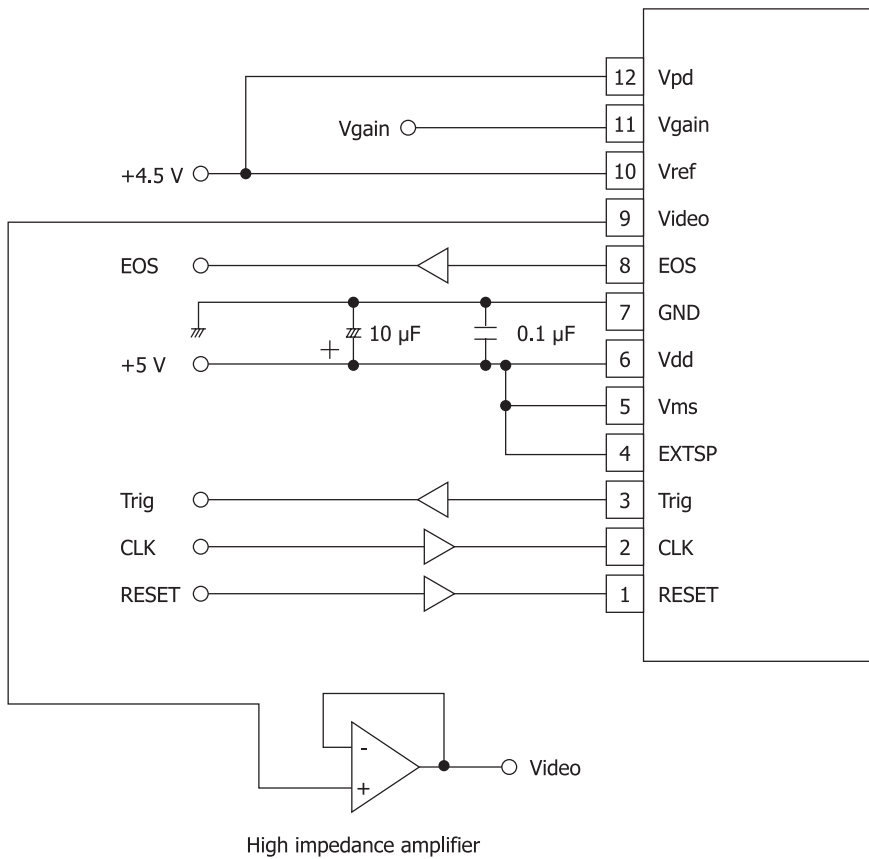 12 Vpd
Vgain 11 Vgain
+4.5 V 10 Vref
9 Video
EOS 8 EOS
7 GND
+ 10 µF 0.1 µF
+5 V 6 Vdd
5 Vms
4 EXTSP
Trig 3 Trig
CLK 2 CLK
RESET 1 RESET
-
Video
+
High impedance amplifier